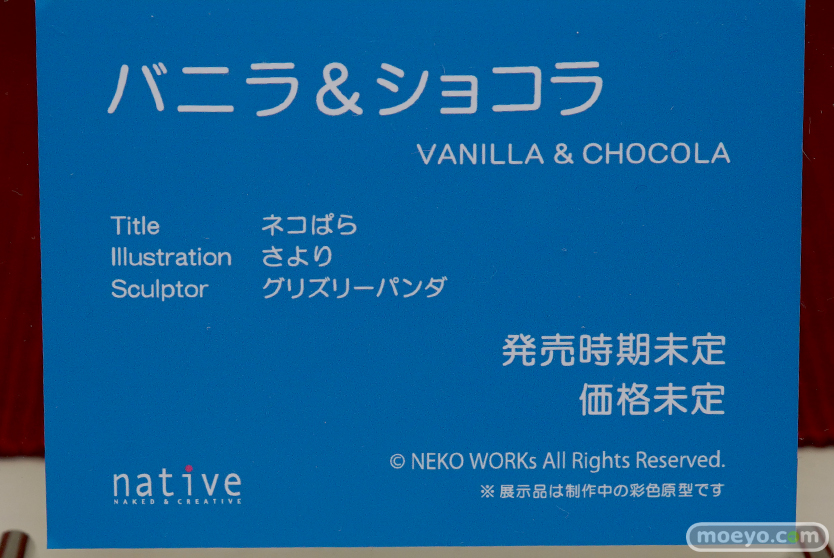 バニラ&ショコラ
VANILLA & CHOCOLA
Title ネコぱら
Illustration さより
Sculptor グリズリーパンダ
発売時期未定
価格未定
© NEKO WORKs All Rights Reserved.
※展示品は制作中の彩色原型です
native
NAKED & CREATIVE
moeyo.com